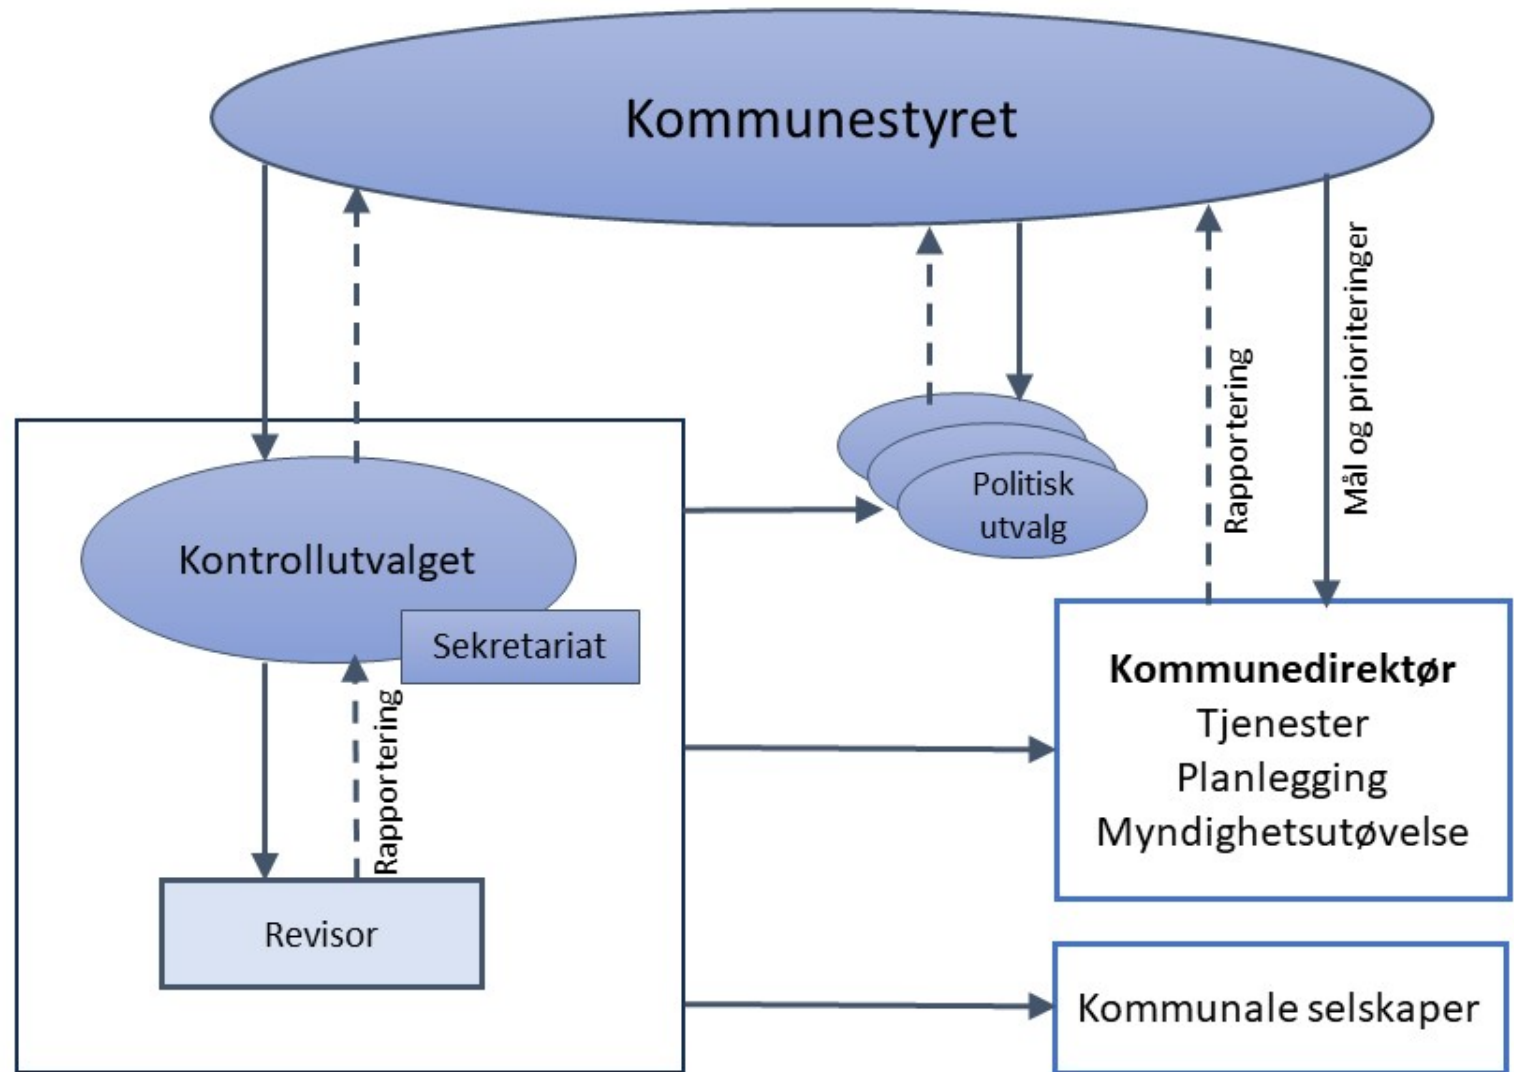 Kommunestyret
Mål og prioriteringer
Rapportering
Politisk
utvalg
Kontrollutvalget
Sekretariat
Rapportering
Revisor
Kommunedirektør
Tjenester
Planlegging
Myndighetsutøvelse
Kommunale selskaper